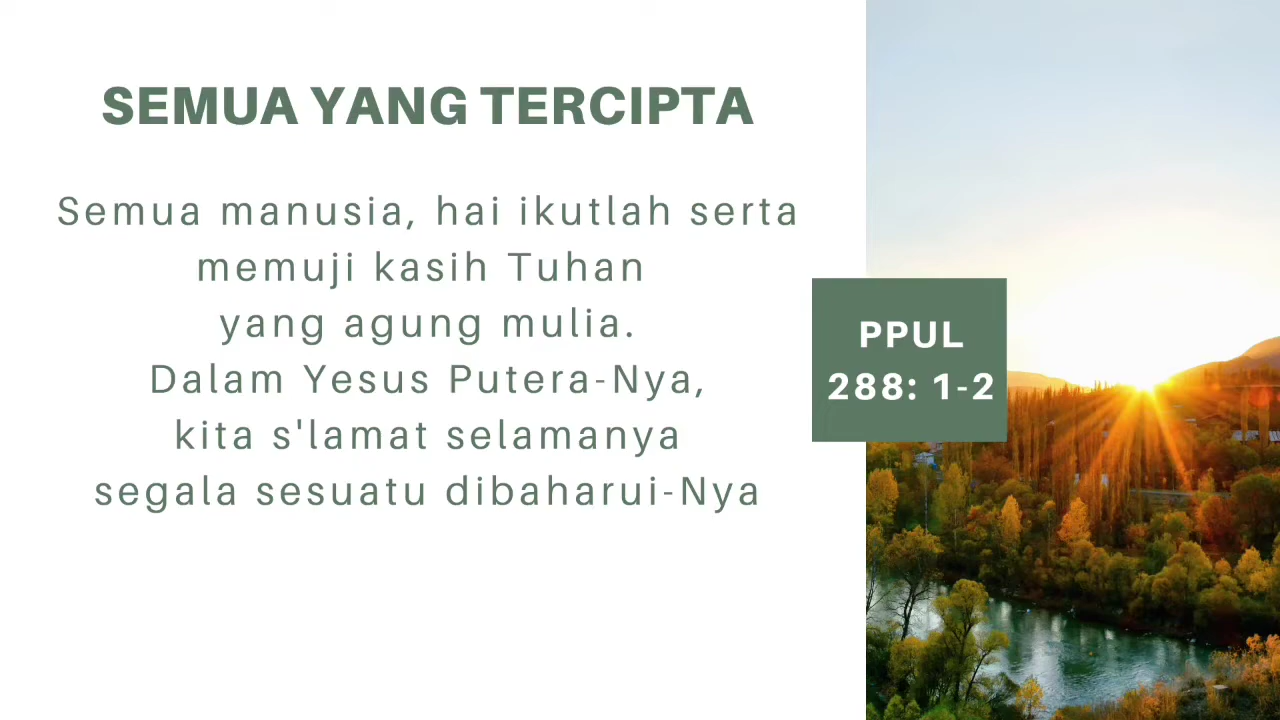 SEMUA YANG TERCIPTA
Semua manusia, hai ikutlah serta
memuji kasih Tuhan
yang agung mulia.
Dalam Yesus Putera-Nya,
kita s'lamat selamanya
segala sesuatu dibaharui-Nya
PPUL
288: 1-2